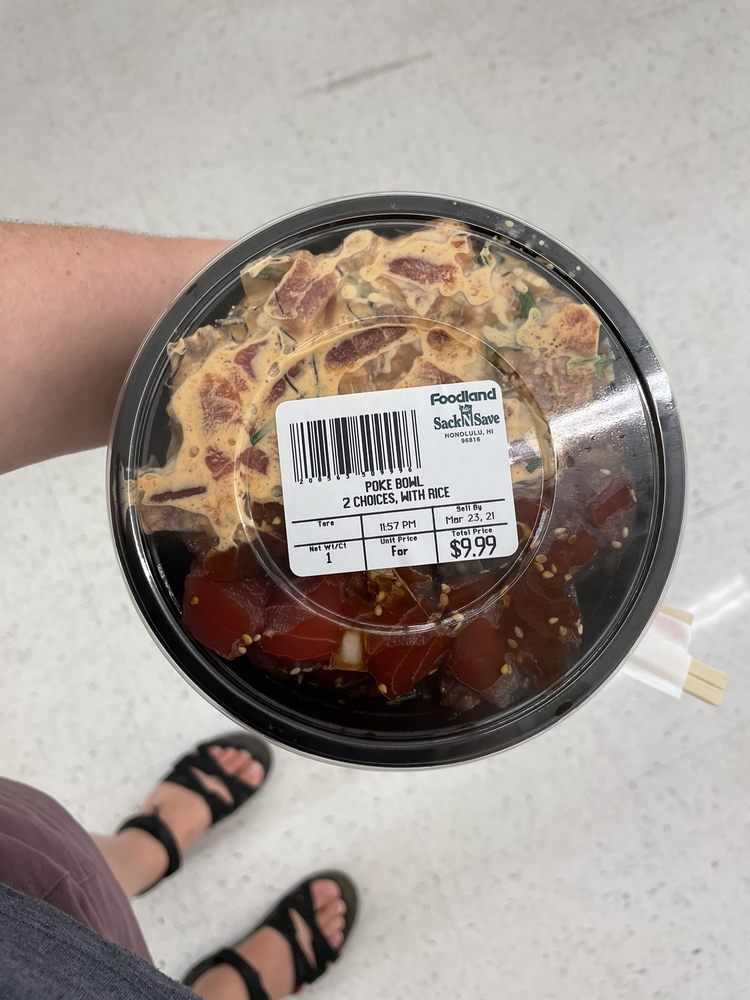 Foodland
Sack N Save
HONOLULU, HI
96816
POKE BOWL
2 CHOICES, WITH RICE
Tare
11:57 PM
Sell By
Mar 23, 21
Net Wt/Ct
1
Unit Price
For
Total Price
$9.99